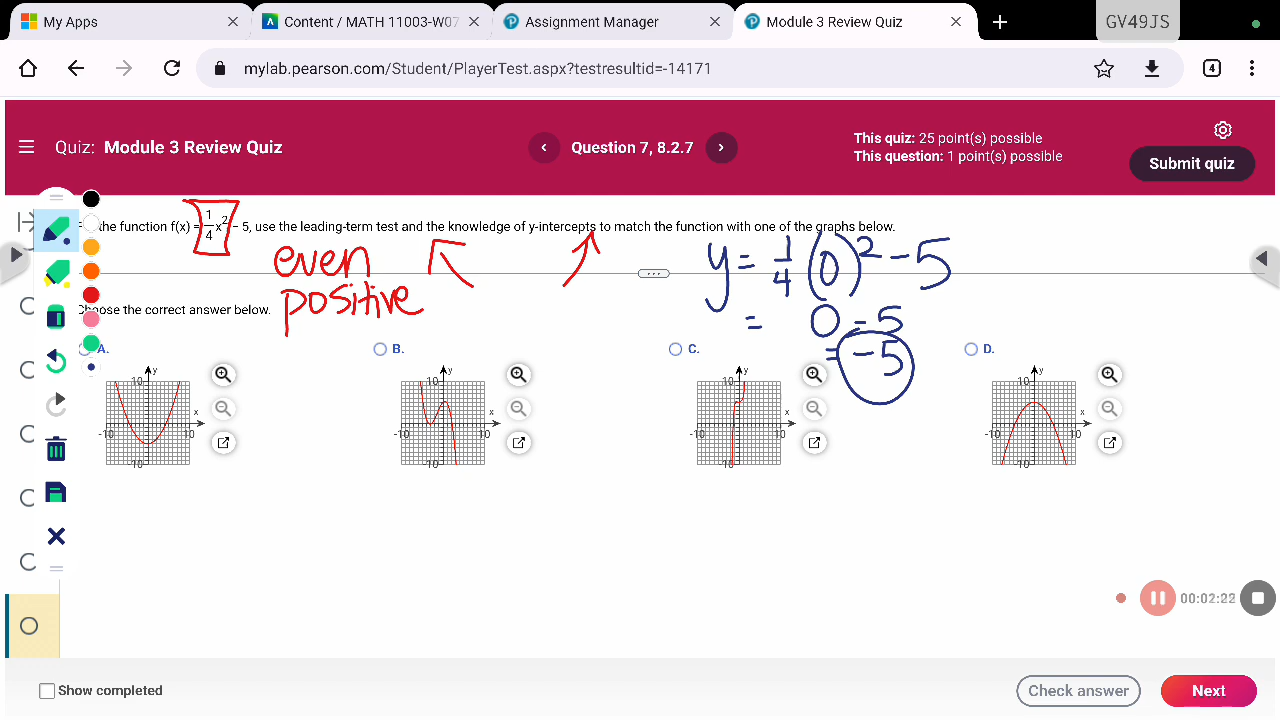 My Apps
Content / MATH 11003-W07
Assignment Manager
Module 3 Review Quiz
GV49JS
mylab.pearson.com/Student/PlayerTest.aspx?testresultid=-14171
4
Quiz: Module 3 Review Quiz
Question 7, 8.2.7
This quiz: 25 point(s) possible
This question: 1 point(s) possible
Submit quiz
the function f(x) = 1/4 x² − 5, use the leading-term test and the knowledge of y-intercepts to match the function with one of the graphs below.
even
positive
y = 1/4 (0)² − 5
= 0 − 5
= −5
Choose the correct answer below.
A.
B.
C.
D.
10 y x -10 10 -10
10 y x -10 10 -10
10 y x -10 10 -10
10 y x -10 10 -10
00:02:22
Show completed
Check answer
Next